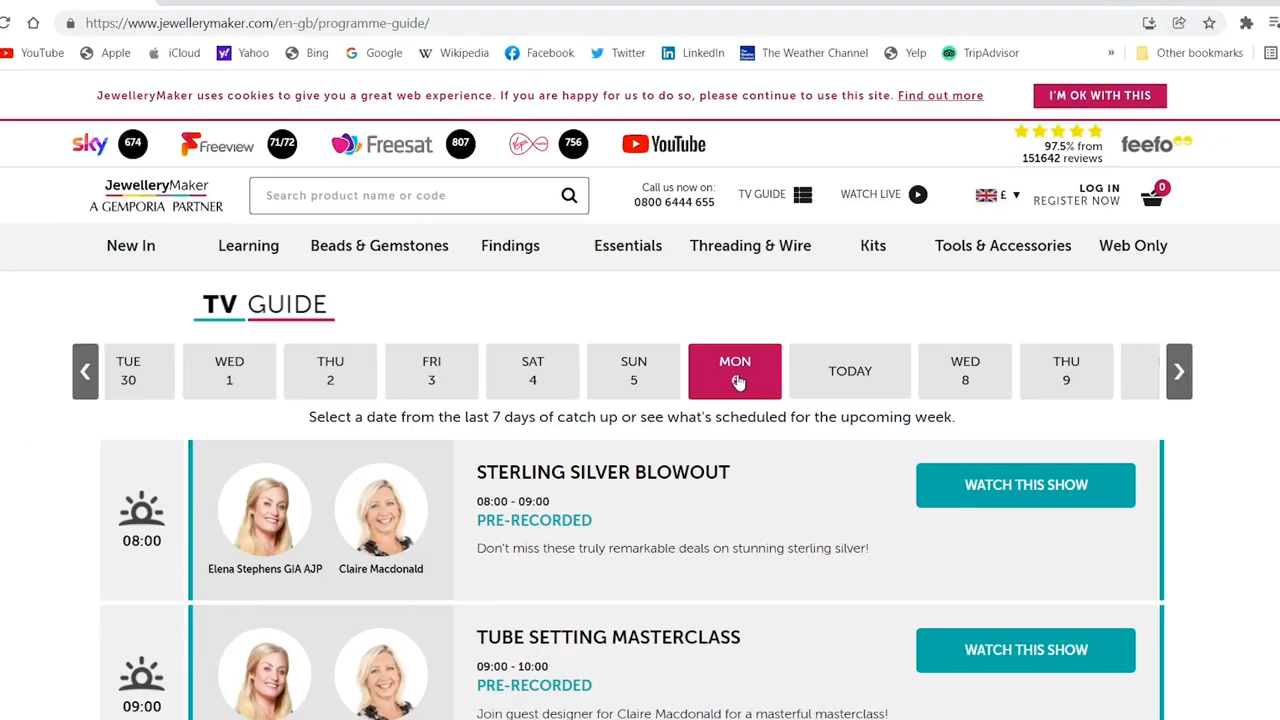 https://www.jewellerymaker.com/en-gb/programme-guide/
YouTube Apple iCloud Yahoo Bing Google Wikipedia Facebook Twitter LinkedIn The Weather Channel Yelp TripAdvisor » Other bookmarks
JewelleryMaker uses cookies to give you a great web experience. If you are happy for us to do so, please continue to use this site. Find out more
I'M OK WITH THIS
sky 674 Freeview 71/72 Freesat 807 756 YouTube
97.5% from
151642 reviews
feefo
JewelleryMaker
A GEMPORIA PARTNER
Search product name or code
Call us now on:
0800 6444 655
TV GUIDE
WATCH LIVE
£ ▼
LOG IN
REGISTER NOW
0
New In Learning Beads & Gemstones Findings Essentials Threading & Wire Kits Tools & Accessories Web Only
TV GUIDE
TUE WED THU FRI SAT SUN MON TODAY WED THU
30 1 2 3 4 5 8 9
Select a date from the last 7 days of catch up or see what's scheduled for the upcoming week.
08:00
Elena Stephens GIA AJP Claire Macdonald
STERLING SILVER BLOWOUT
08:00 - 09:00
PRE-RECORDED
Don't miss these truly remarkable deals on stunning sterling silver!
WATCH THIS SHOW
09:00
TUBE SETTING MASTERCLASS
09:00 - 10:00
PRE-RECORDED
Join guest designer for Claire Macdonald for a masterful masterclass!
WATCH THIS SHOW